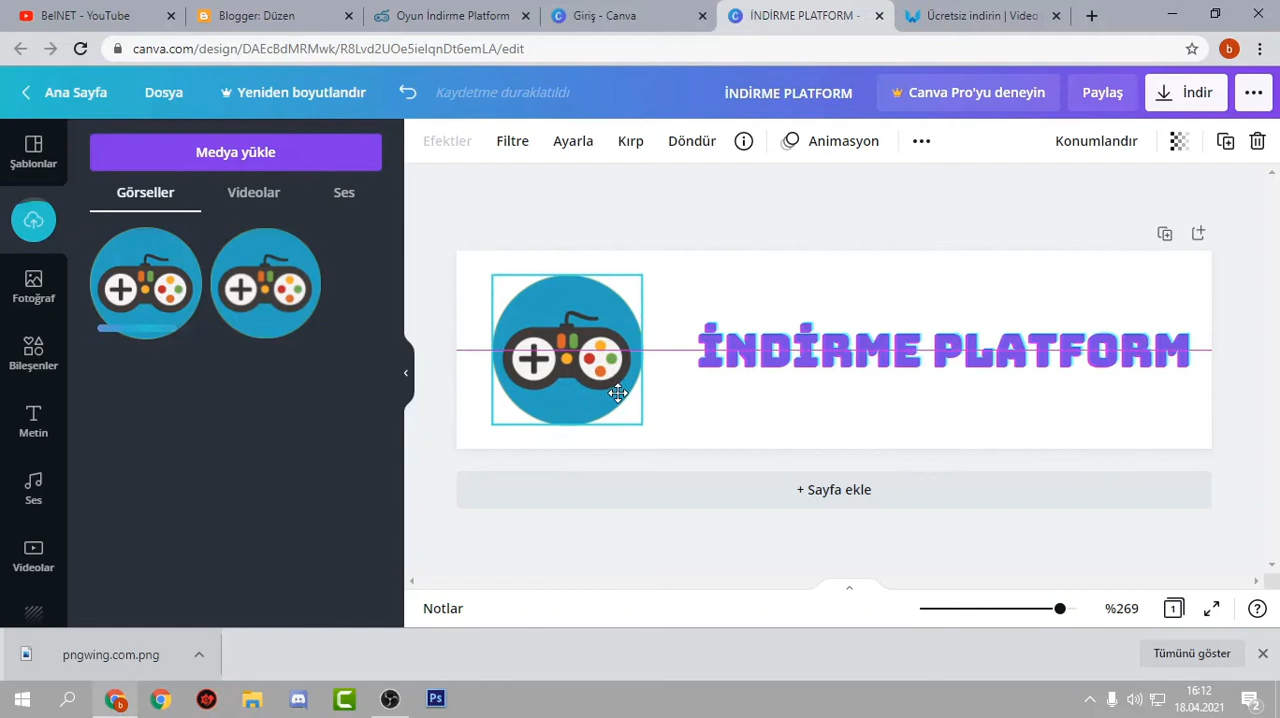 BelNET - YouTube
Blogger: Düzen
Oyun İndirme Platform
Giriş - Canva
İNDİRME PLATFORM -
Ücretsiz indirin | Video
canva.com/design/DAEcBdMRMwk/R8Lvd2UOe5ielqnDt6emLA/edit
b
Ana Sayfa
Dosya
Yeniden boyutlandır
Kaydetme duraklatıldı
İNDİRME PLATFORM
Canva Pro'yu deneyin
Paylaş
İndir
Şablonlar
Fotoğraf
Bileşenler
Metin
Ses
Videolar
Medya yükle
Görseller
Videolar
Ses
Efektler
Filtre
Ayarla
Kırp
Döndür
Animasyon
Konumlandır
İNDİRME PLATFORM
+ Sayfa ekle
Notlar
%269
1
pngwing.com.png
Tümünü göster
Ps
16:12
18.04.2021
2